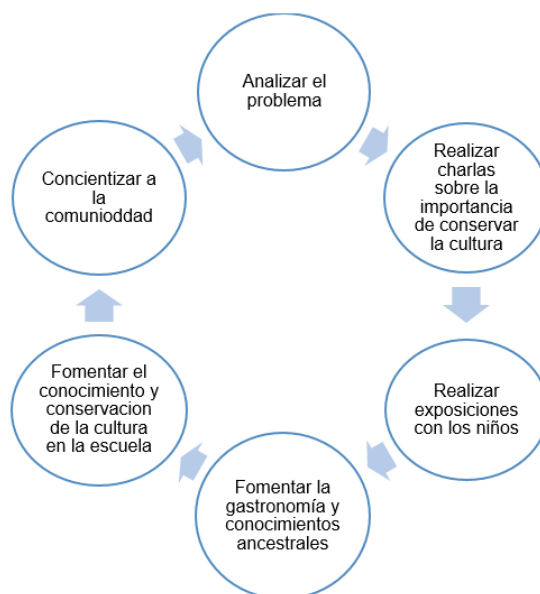 Analizar el
problema
Realizar
charlas
sobre la
importancia
de conservar
la cultura
Realizar
exposiciones
con los niños
Fomentar la
gastronomía y
conocimientos
ancestrales
Fomentar el
conocimiento y
conservacion
de la cultura
en la escuela
Concientizar a
la
comunioddad